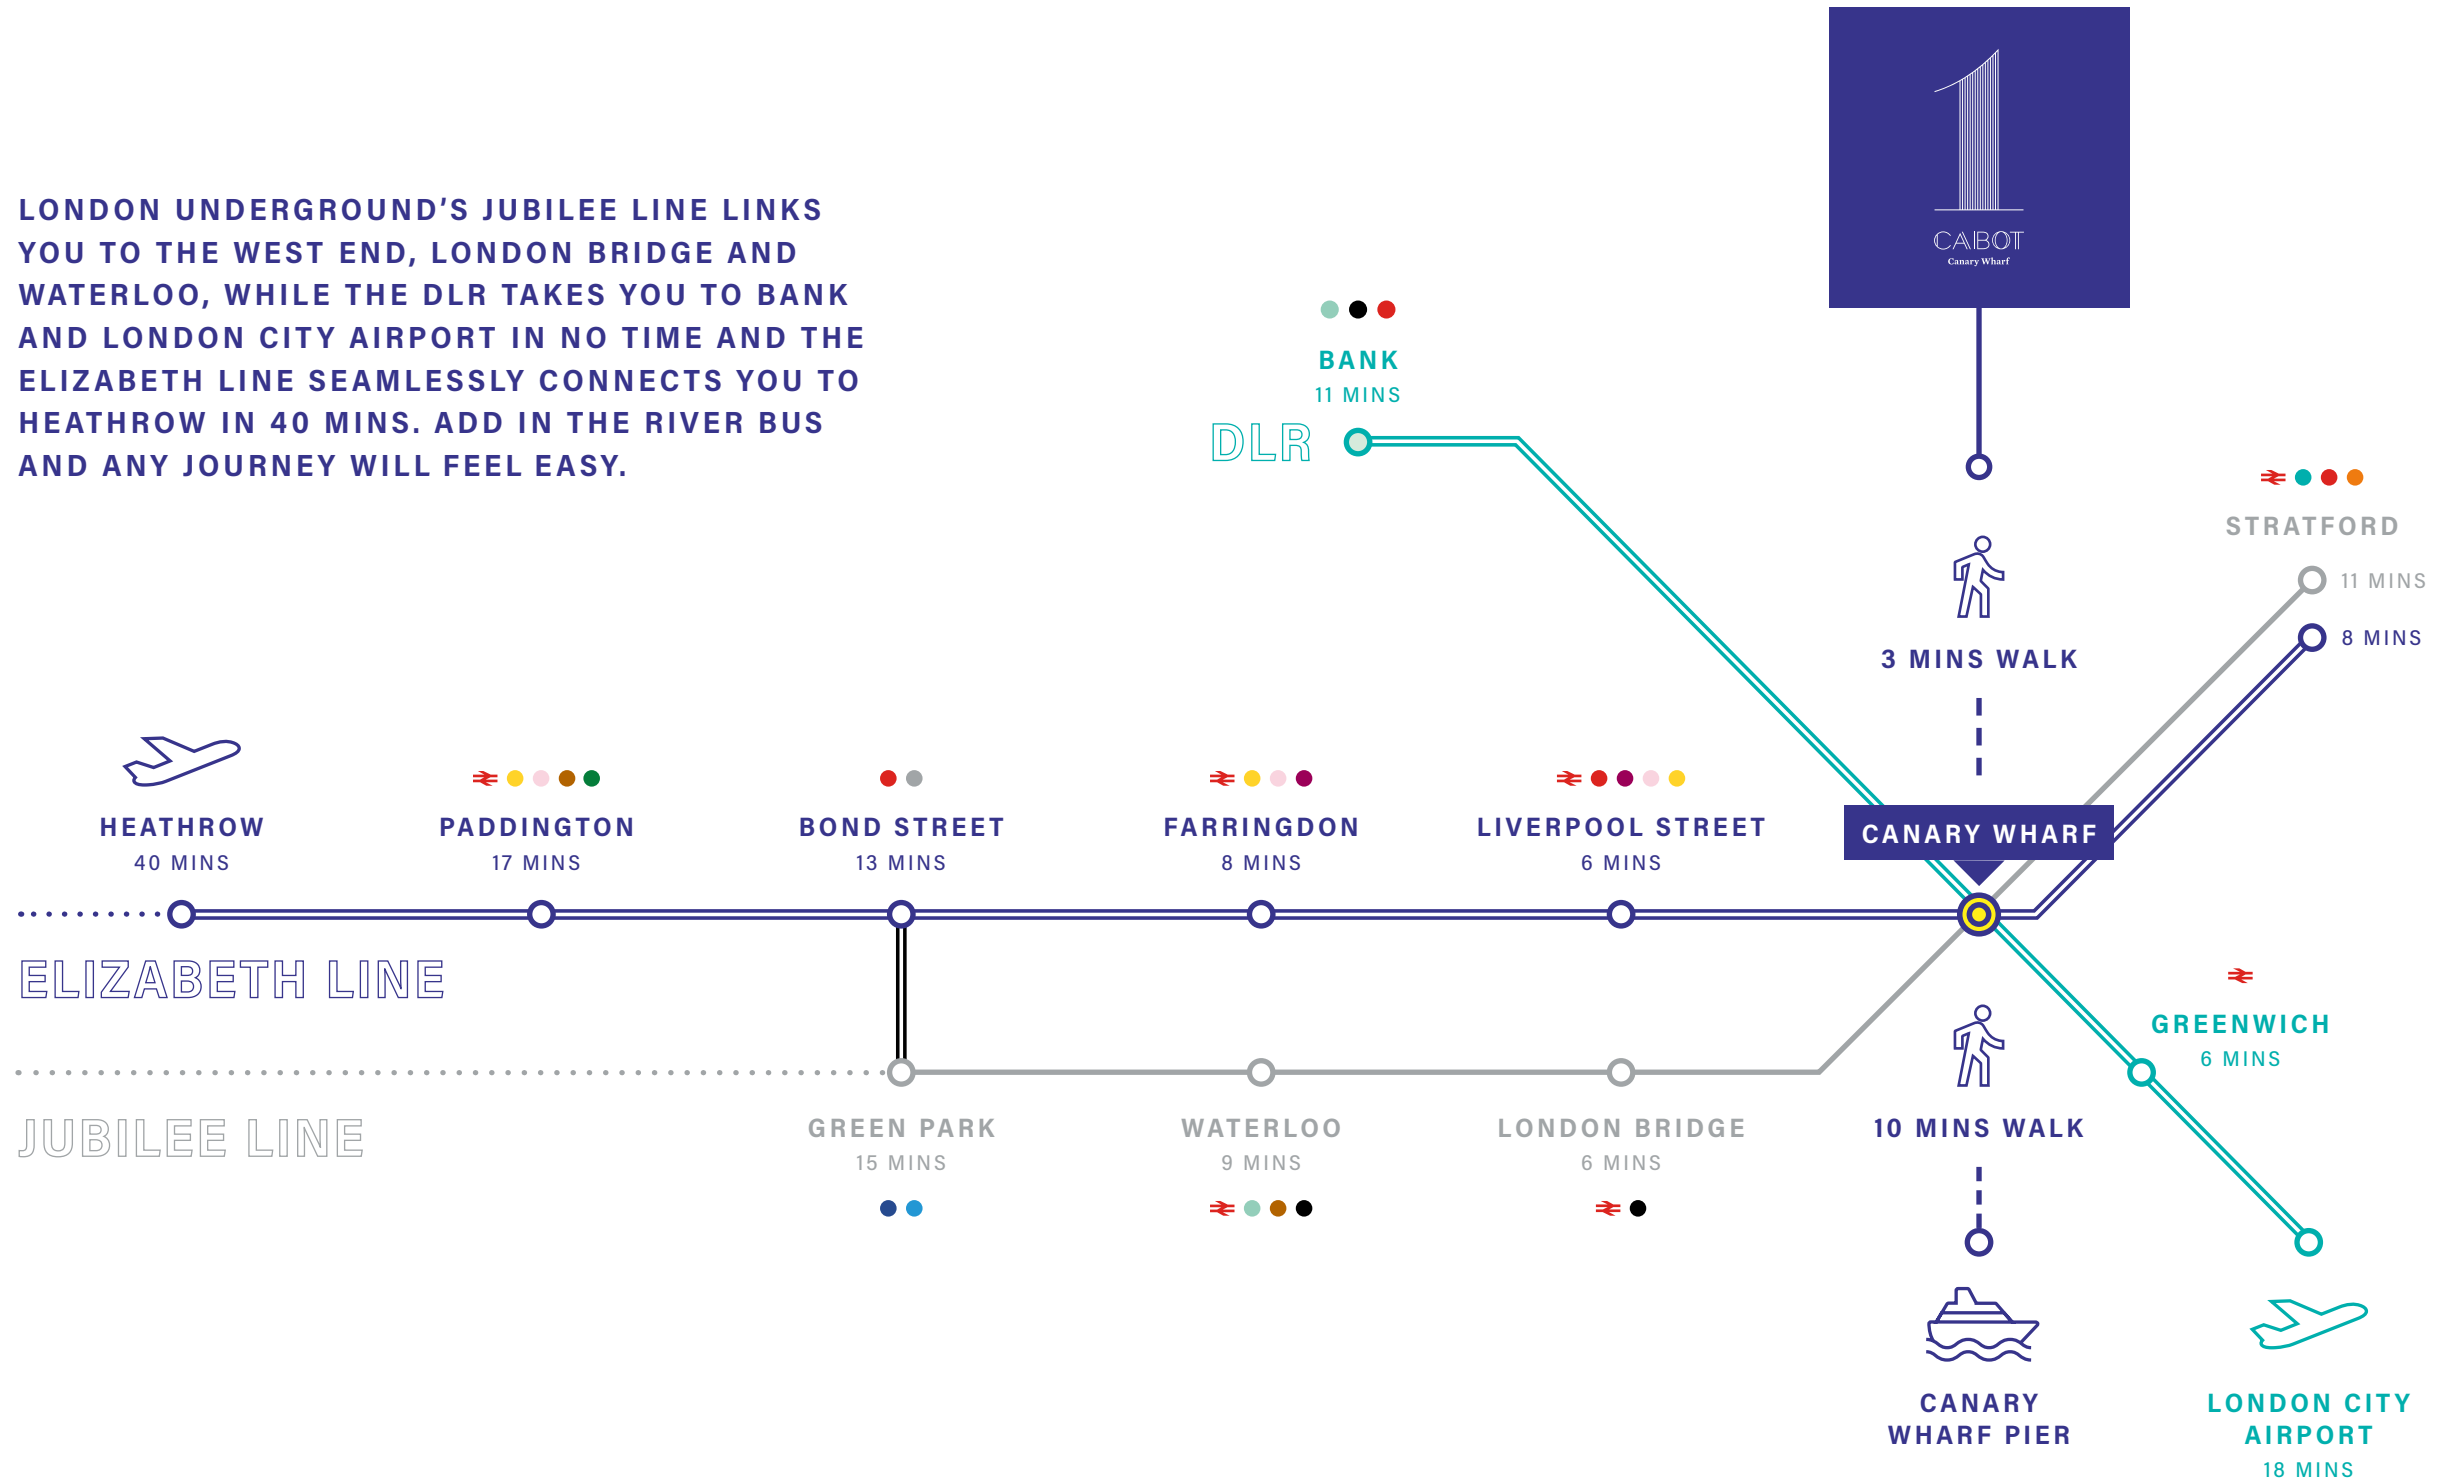 LONDON UNDERGROUND'S JUBILEE LINE LINKS
YOU TO THE WEST END, LONDON BRIDGE AND
WATERLOO, WHILE THE DLR TAKES YOU TO BANK
AND LONDON CITY AIRPORT IN NO TIME AND THE
ELIZABETH LINE SEAMLESSLY CONNECTS YOU TO
HEATHROW IN 40 MINS. ADD IN THE RIVER BUS
AND ANY JOURNEY WILL FEEL EASY.
1
CABOT
Canary Wharf
BANK
11 MINS
DLR
STRATFORD
11 MINS
8 MINS
3 MINS WALK
HEATHROW
40 MINS
PADDINGTON
17 MINS
BOND STREET
13 MINS
FARRINGDON
8 MINS
LIVERPOOL STREET
6 MINS
CANARY WHARF
ELIZABETH LINE
GREENWICH
6 MINS
JUBILEE LINE
GREEN PARK
15 MINS
WATERLOO
9 MINS
LONDON BRIDGE
6 MINS
10 MINS WALK
CANARY
WHARF PIER
LONDON CITY
AIRPORT
18 MINS